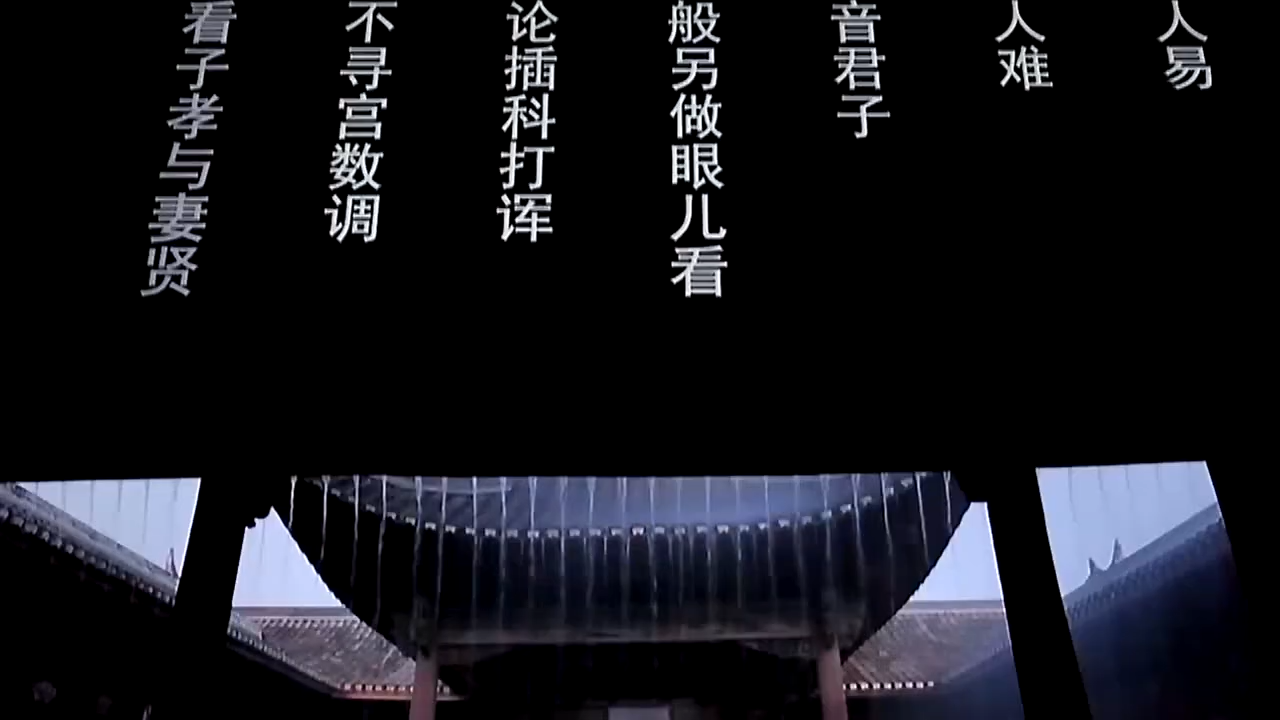 人易
人难
音君子
般另做眼儿看
论插科打诨
不寻宫数调
看子孝与妻贤